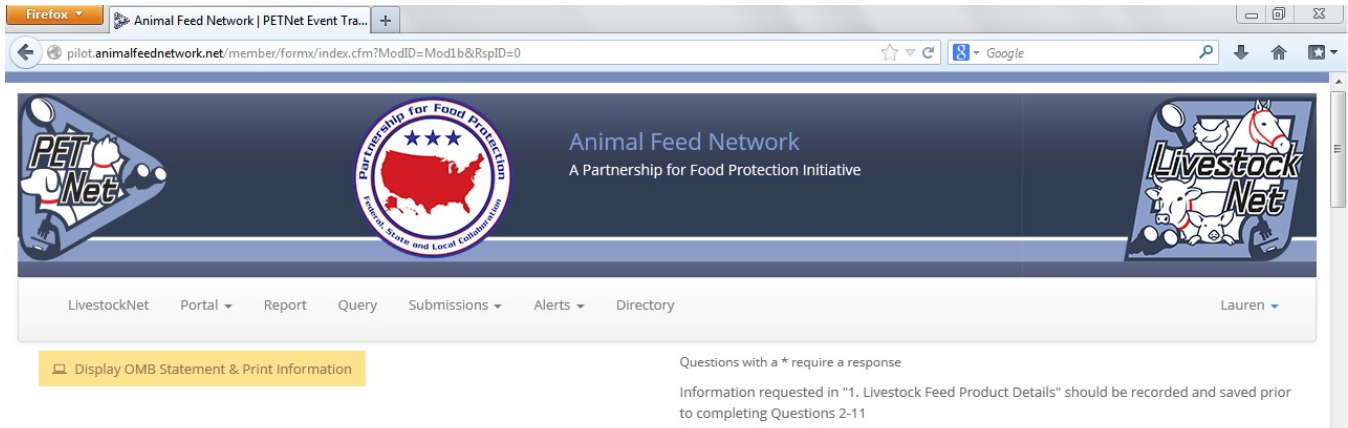 Firefox
Animal Feed Network | PETNet Event Tra...
pilot.animalfeednetwork.net/member/formx/index.cfm?ModID=Mod1b&RspID=0
Google
PET Net
Partnership for Food Protection
Federal, State and Local Collaboration
Animal Feed Network
A Partnership for Food Protection Initiative
Livestock Net
LivestockNet Portal Report Query Submissions Alerts Directory Lauren
Display OMB Statement & Print Information
Questions with a * require a response
Information requested in "1. Livestock Feed Product Details" should be recorded and saved prior
to completing Questions 2-11